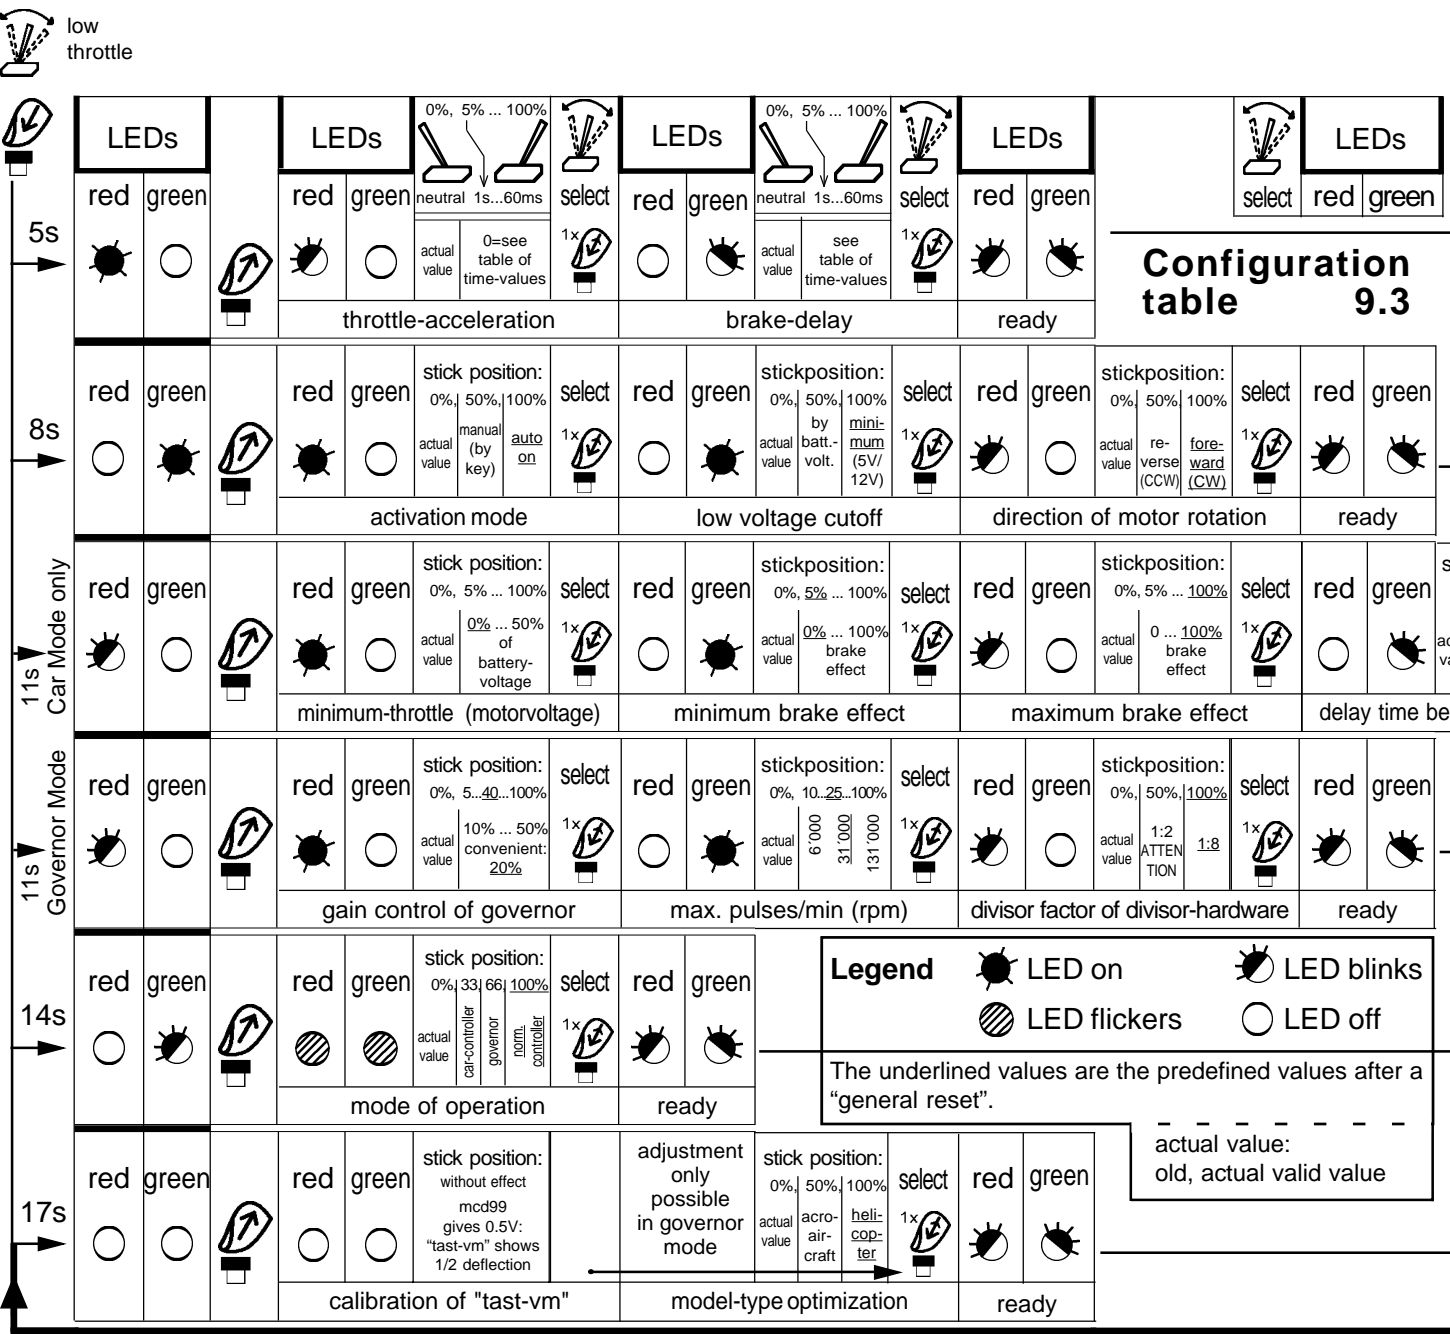 low
throttle
LEDs
LEDs
0%, 5% ... 100%
LEDs
0%, 5% ... 100%
LEDs
LEDs
red green
red green
neutral 1s...60ms
select
red green
neutral 1s...60ms
select
red green
select
red green
5s
actual
value
0=see
table of
time-values
1x
actual
value
see
table of
time-values
1x
throttle-acceleration
brake-delay
ready
Configuration
table 9.3
8s
red green
red green
stick position:
0%, 50%, 100%
actual
value
manual
(by
key)
auto
on
select
1x
activation mode
red green
stickposition:
0%, 50%, 100%
actual
value
by
batt.-
volt.
mini-
mum
(5V/
12V)
select
1x
low voltage cutoff
red green
stickposition:
0%, 50%, 100%
actual
value
re-
verse
(CCW)
fore-
ward
(CW)
select
1x
direction of motor rotation
red green
ready
11s
Car Mode only
red green
red green
stick position:
0%, 5% ... 100%
actual
value
0% ... 50%
of
battery-
voltage
select
1x
minimum-throttle (motorvoltage)
red green
stickposition:
0%, 5% ... 100%
actual
value
0% ... 100%
brake
effect
select
1x
minimum brake effect
red green
stickposition:
0%, 5% ... 100%
actual
value
0 ... 100%
brake
effect
select
1x
maximum brake effect
red green
s
ac
va
delay time be
11s
Governor Mode
red green
red green
stick position:
0%, 5...40...100%
actual
value
10% ... 50%
convenient:
20%
select
1x
gain control of governor
red green
stickposition:
0%, 10...25...100%
actual
value
6'000
31'000
131'000
select
1x
max. pulses/min (rpm)
red green
stickposition:
0%, 50%, 100%
actual
value
1:2
ATTEN
TION
1:8
select
1x
divisor factor of divisor-hardware
red green
ready
14s
red green
red green
stick position:
0%, 33, 66, 100%
actual
value
car-controller
governor
norm.
controller
select
1x
mode of operation
red green
ready
Legend
LED on
LED blinks
LED flickers
LED off
The underlined values are the predefined values after a
“general reset”.
actual value:
old, actual valid value
17s
red green
red green
stick position:
without effect
mcd99
gives 0.5V:
“tast-vm” shows
1/2 deflection
calibration of "tast-vm"
adjustment
only
possible
in governor
mode
stick position:
0%, 50%, 100%
actual
value
acro-
air-
craft
heli-
cop-
ter
select
1x
model-type optimization
red green
ready